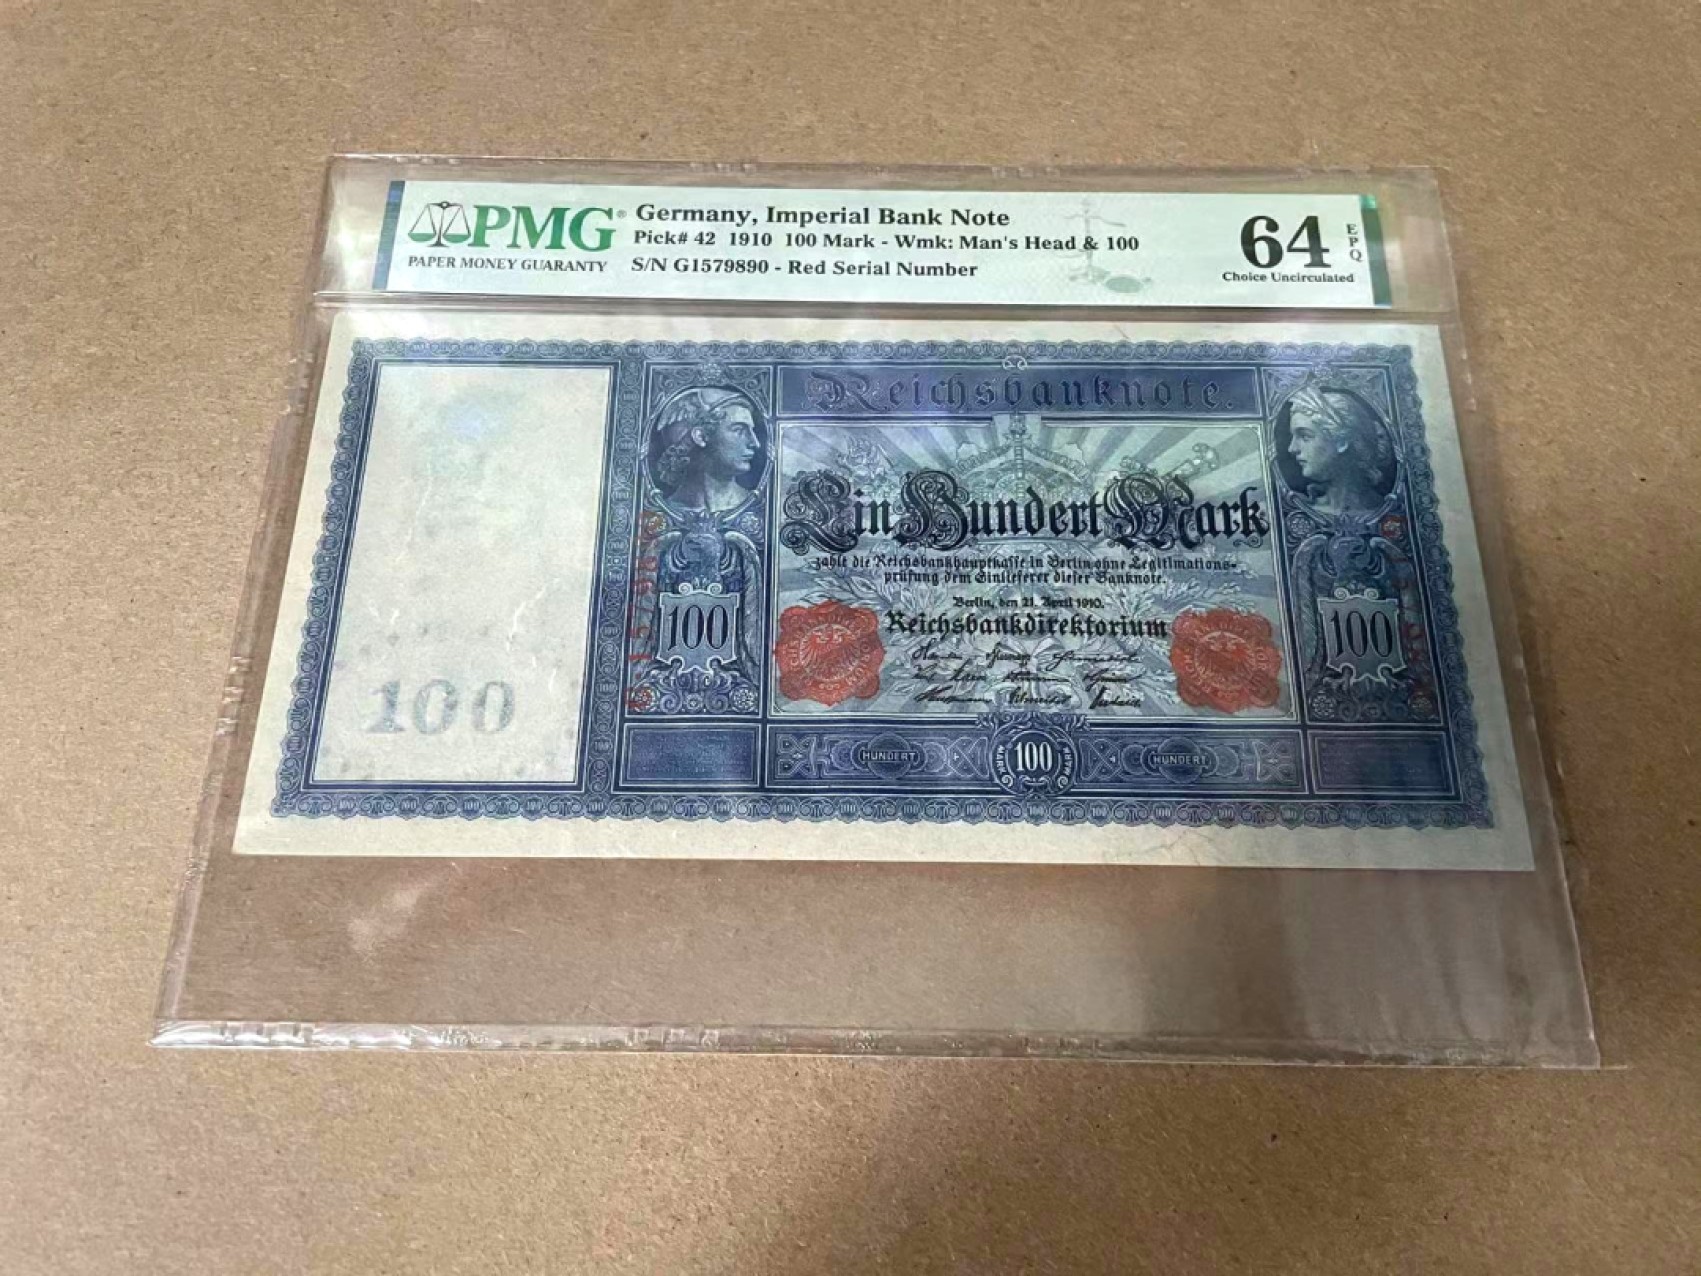 PMG®
PAPER MONEY GUARANTY
Germany, Imperial Bank Note
Pick# 42 1910 100 Mark - Wmk: Man's Head & 100
S/N G1579890 - Red Serial Number
64
EPQ
Choice Uncirculated
Reichsbanknote.
Ein Hundert Mark
zahlt die Reichsbankhauptkasse in Berlin ohne Legitimations-
prüfung dem Einlieferer dieser Banknote.
Berlin, den 21. April 1910.
Reichsbankdirektorium
100
100
100
HUNDERT
MARK
100
MARK
HUNDERT